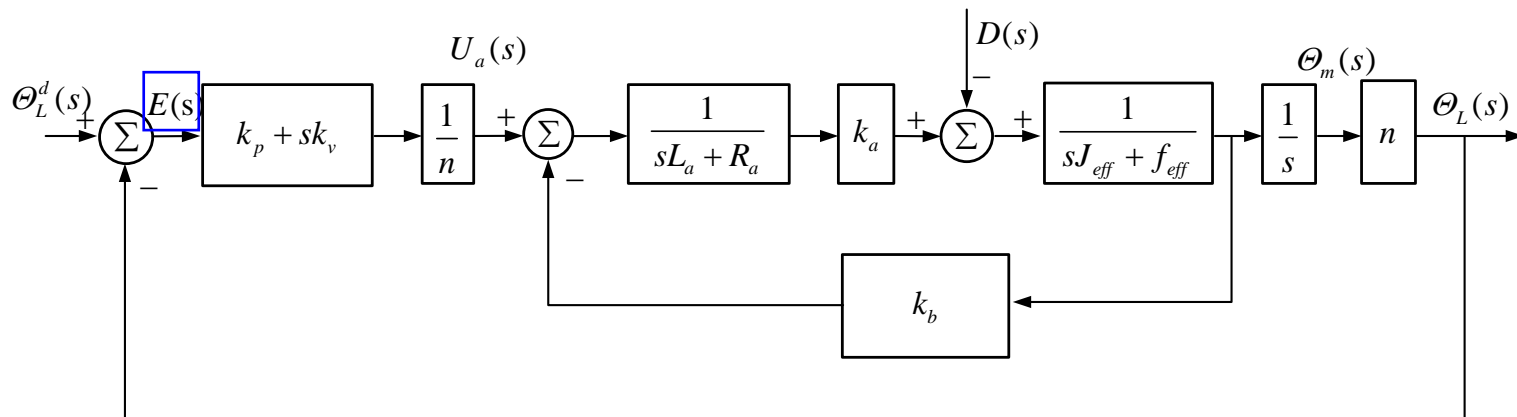 Θ_L^d(s)
+
Σ
−
E(s)
k_p + sk_v
U_a(s)
1/n
+
Σ
−
1/(sL_a + R_a)
k_a
+
D(s)
−
Σ
+
1/(sJ_eff + f_eff)
1/s
Θ_m(s)
n
Θ_L(s)
k_b